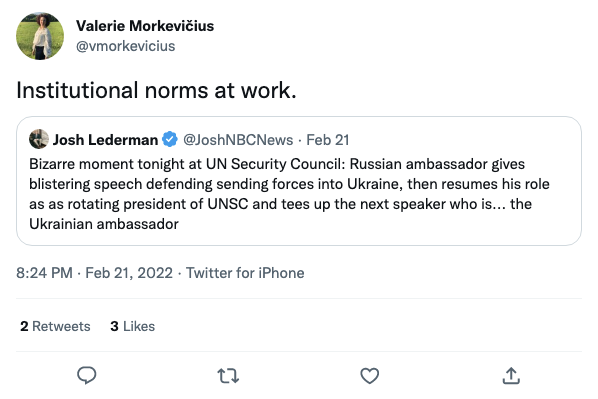 Valerie Morkevičius
@vmorkevicius
Institutional norms at work.
Josh Lederman @JoshNBCNews · Feb 21
Bizarre moment tonight at UN Security Council: Russian ambassador gives
blistering speech defending sending forces into Ukraine, then resumes his role
as as rotating president of UNSC and tees up the next speaker who is... the
Ukrainian ambassador
8:24 PM · Feb 21, 2022 · Twitter for iPhone
2 Retweets 3 Likes